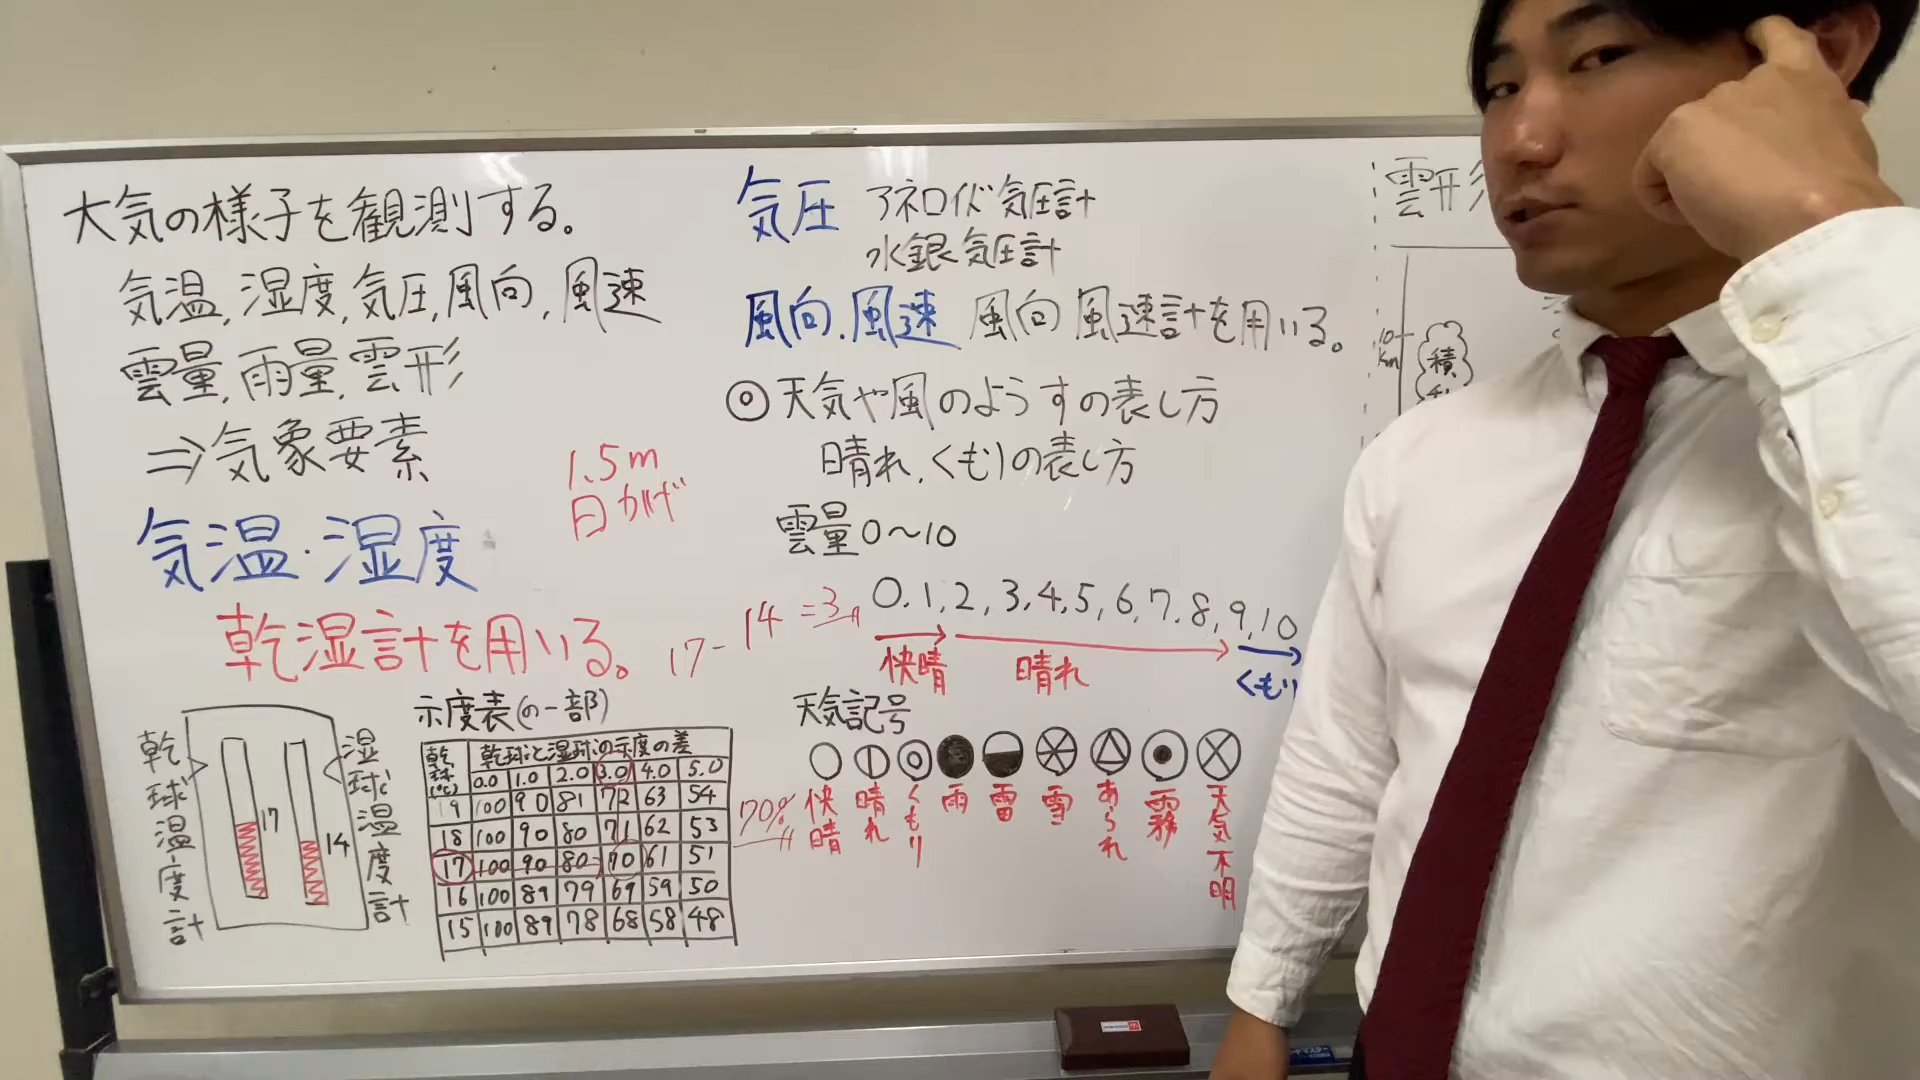 大気の様子を観測する。
気温,湿度,気圧,風向,風速
雲量,雨量,雲形
⇒気象要素
1.5m
日かげ
気温・湿度
乾湿計を用いる。
17-14=3
乾球温度計
17
14
湿球温度計
示度表(の一部)
乾球(℃) 乾球と湿球の示度の差
0.0 1.0 2.0 3.0 4.0 5.0
19 100 90 81 72 63 54
18 100 90 80 71 62 53
17 100 90 80 70 61 51
16 100 89 79 69 59 50
15 100 89 78 68 58 48
70%
気圧 アネロイド気圧計
水銀気圧計
風向.風速 風向風速計を用いる。
◎天気や風のようすの表し方
晴れ,くもりの表し方
雲量0〜10
0.1,2,3,4,5,6,7.8,9,10
快晴 晴れ くもり
天気記号
快晴 晴れ くもり 雨 雷 雪 あられ 霧 天気不明
雲形
10
km
積